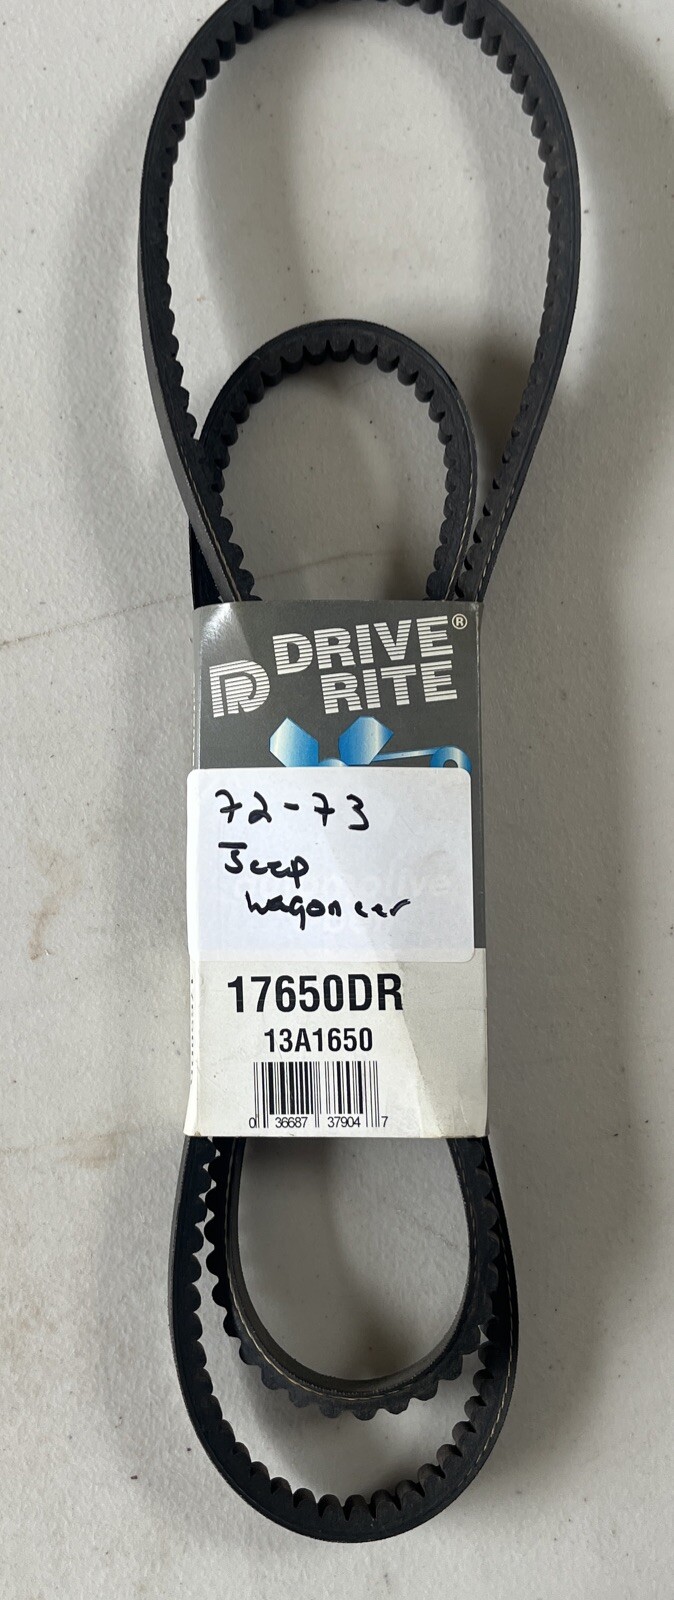 DRIVE®
RITE
72-73
Jeep
Wagoneer
17650DR
13A1650
0 36687 37904 7